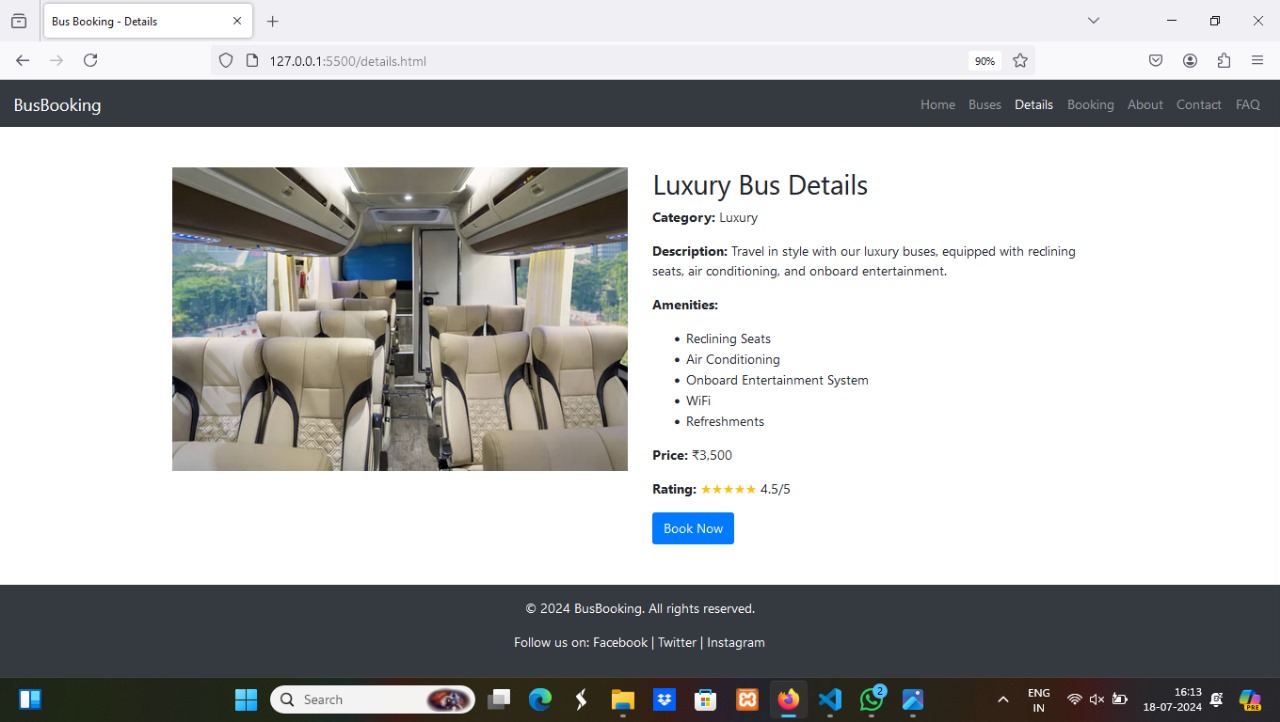 Bus Booking - Details
127.0.0.1:5500/details.html
90%
BusBooking
Home Buses Details Booking About Contact FAQ
Luxury Bus Details
Category: Luxury
Description: Travel in style with our luxury buses, equipped with reclining
seats, air conditioning, and onboard entertainment.
Amenities:
• Reclining Seats
• Air Conditioning
• Onboard Entertainment System
• WiFi
• Refreshments
Price: ₹3,500
Rating: ★★★★★ 4.5/5
Book Now
© 2024 BusBooking. All rights reserved.
Follow us on: Facebook | Twitter | Instagram
Search
2
ENG
IN
16:13
18-07-2024
PRE